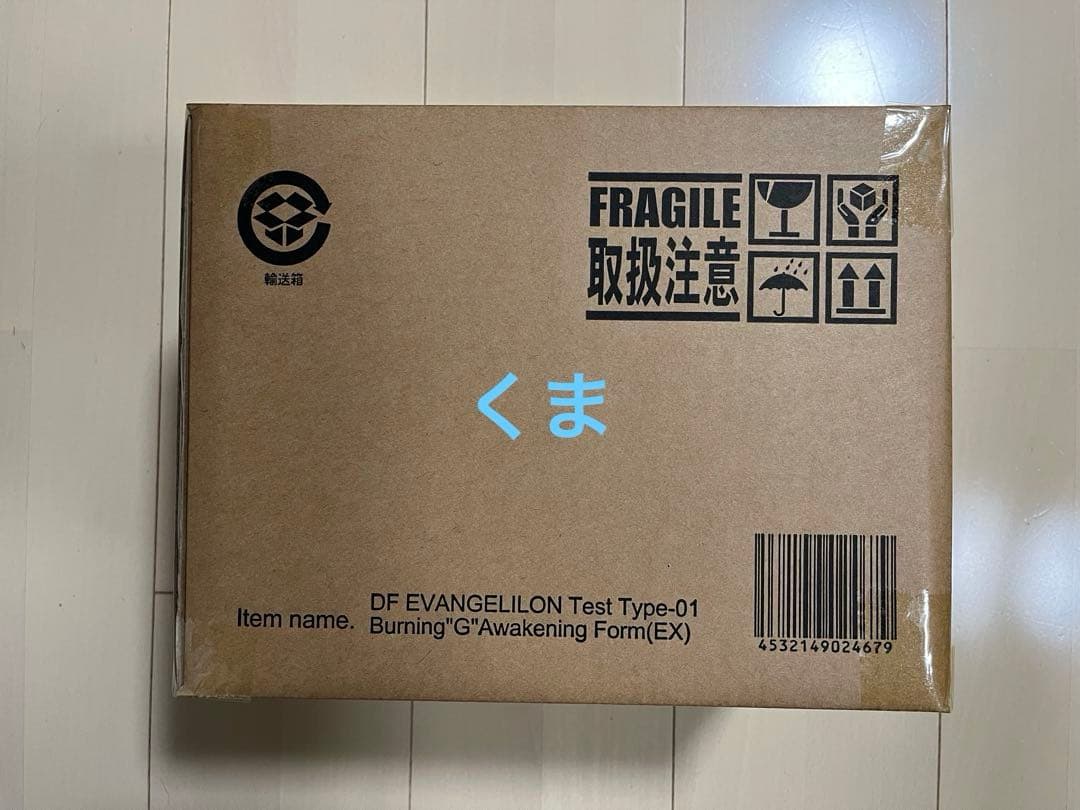 輸送箱
FRAGILE
取扱注意
くま
Item name. DF EVANGELILON Test Type-01
Burning"G"Awakening Form(EX)
4532149024679